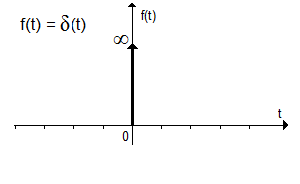 f(t) = δ(t)
f(t)
∞
t
0